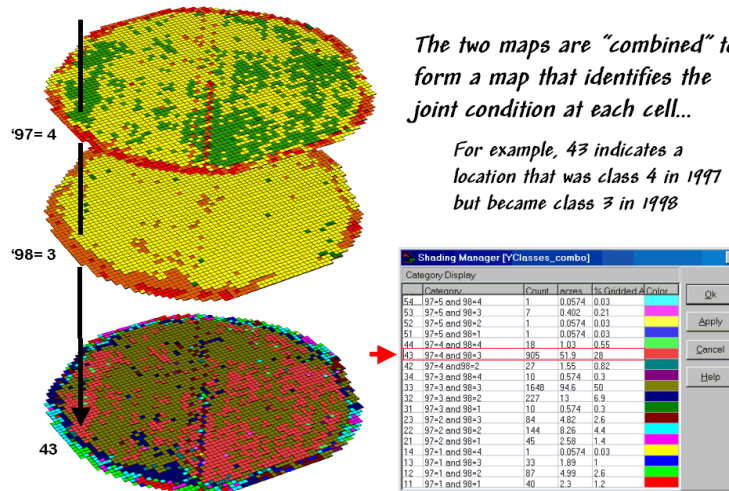 The two maps are “combined” to
form a map that identifies the
joint condition at each cell...
For example, 43 indicates a
location that was class 4 in 1997
but became class 3 in 1998
‘97= 4
‘98= 3
43
Shading Manager [YClasses_combo]
Category Display
Category Count acres % Gridded A Color
54 97=5 and 98=4 1 0.0574 0.03
53 97=5 and 98=3 7 0.402 0.21
52 97=5 and 98=2 1 0.0574 0.03
51 97=5 and 98=1 1 0.0574 0.03
44 97=4 and 98=4 18 1.03 0.55
43 97=4 and 98=3 905 51.9 28
42 97=4 and98=2 27 1.55 0.82
34 97=3 and 98=4 10 0.574 0.3
33 97=3 and 98=3 1648 94.6 50
32 97=3 and 98=2 227 13 6.9
31 97=3 and 98=1 10 0.574 0.3
23 97=2 and 98=3 84 4.82 2.6
22 97=2 and 98=2 144 8.26 4.4
21 97=2 and 98=1 45 2.58 1.4
14 97=1 and 98=4 1 0.0574 0.03
13 97=1 and 98=3 33 1.89 1
12 97=1 and 98=2 87 4.99 2.6
11 97=1 and 98=1 40 2.3 1.2
Ok
Apply
Cancel
Help